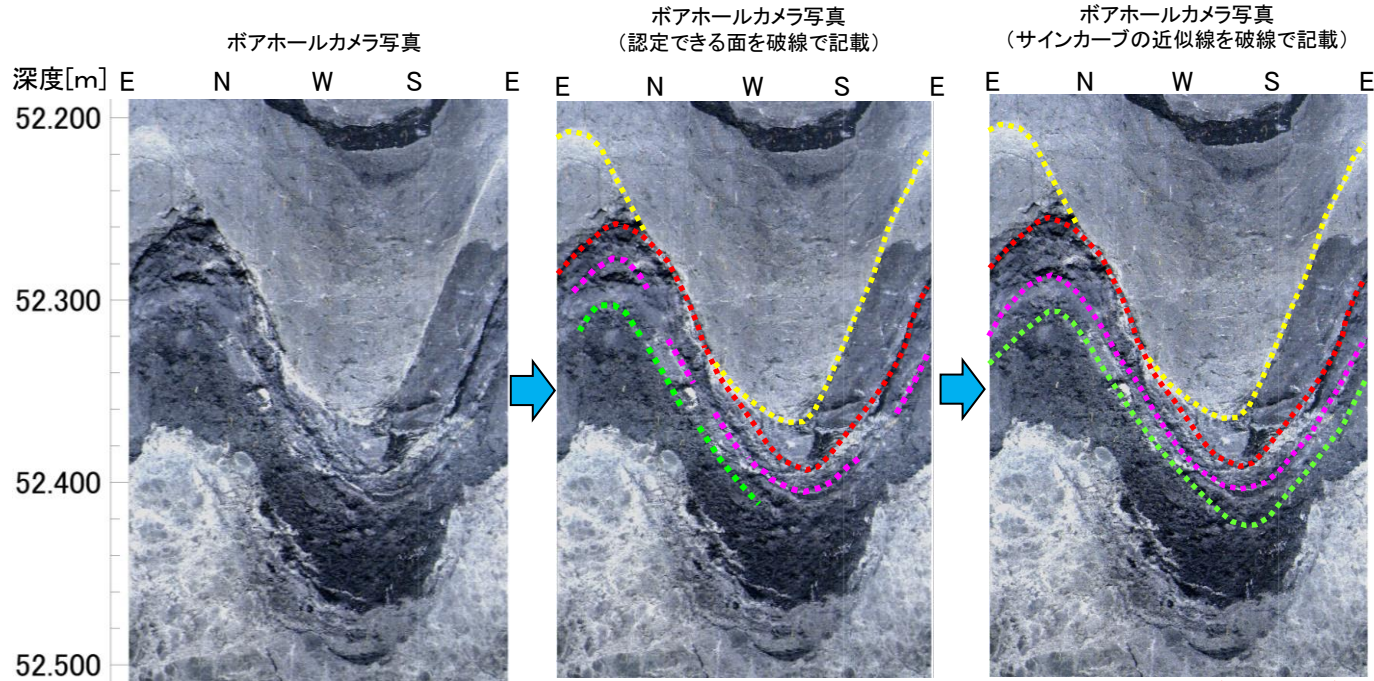 ボアホールカメラ写真
ボアホールカメラ写真
(認定できる面を破線で記載)
ボアホールカメラ写真
(サインカーブの近似線を破線で記載)
深度[m] E N W S E
E N W S E
E N W S E
52.200
52.300
52.400
52.500